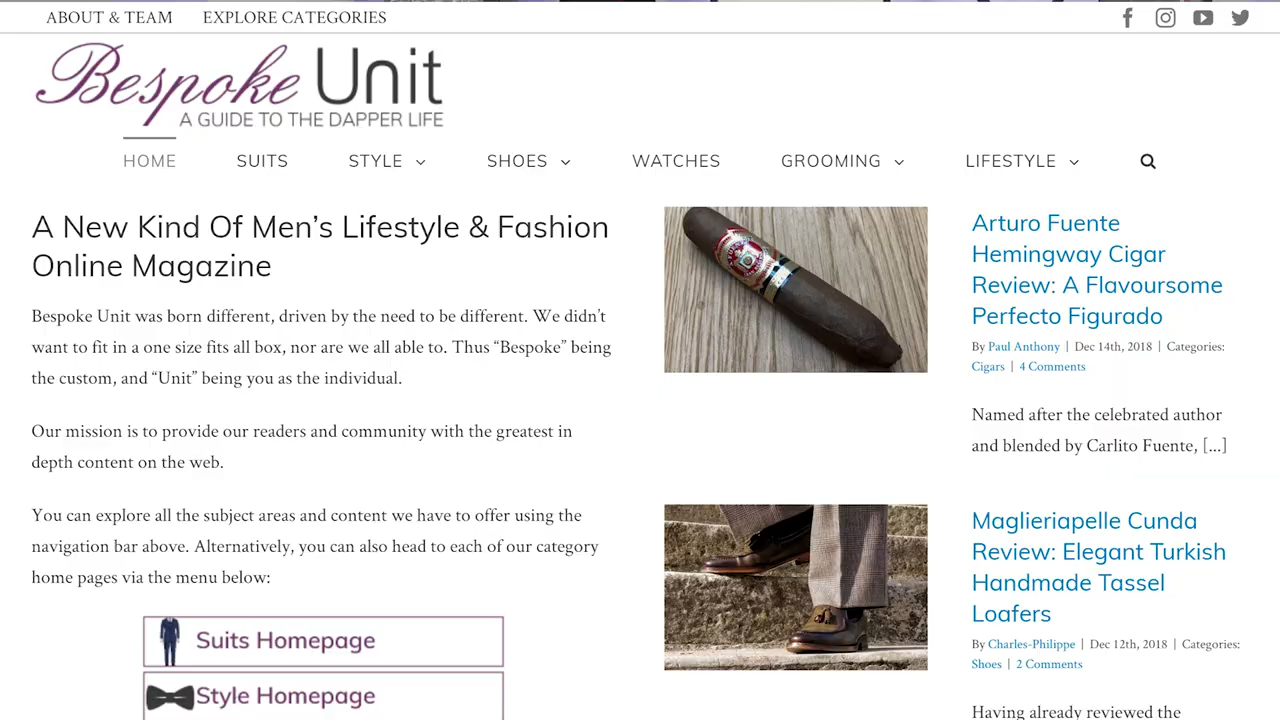 ABOUT & TEAM EXPLORE CATEGORIES
Bespoke Unit
A GUIDE TO THE DAPPER LIFE
HOME SUITS STYLE SHOES WATCHES GROOMING LIFESTYLE
A New Kind Of Men’s Lifestyle & Fashion
Online Magazine
Bespoke Unit was born different, driven by the need to be different. We didn’t
want to fit in a one size fits all box, nor are we all able to. Thus “Bespoke” being
the custom, and “Unit” being you as the individual.
Our mission is to provide our readers and community with the greatest in
depth content on the web.
You can explore all the subject areas and content we have to offer using the
navigation bar above. Alternatively, you can also head to each of our category
home pages via the menu below:
Suits Homepage
Style Homepage
Arturo Fuente
Hemingway Cigar
Review: A Flavoursome
Perfecto Figurado
By Paul Anthony | Dec 14th, 2018 | Categories:
Cigars | 4 Comments
Named after the celebrated author
and blended by Carlito Fuente, [...]
Maglieriapelle Cunda
Review: Elegant Turkish
Handmade Tassel
Loafers
By Charles-Philippe | Dec 12th, 2018 | Categories:
Shoes | 2 Comments
Having already reviewed the